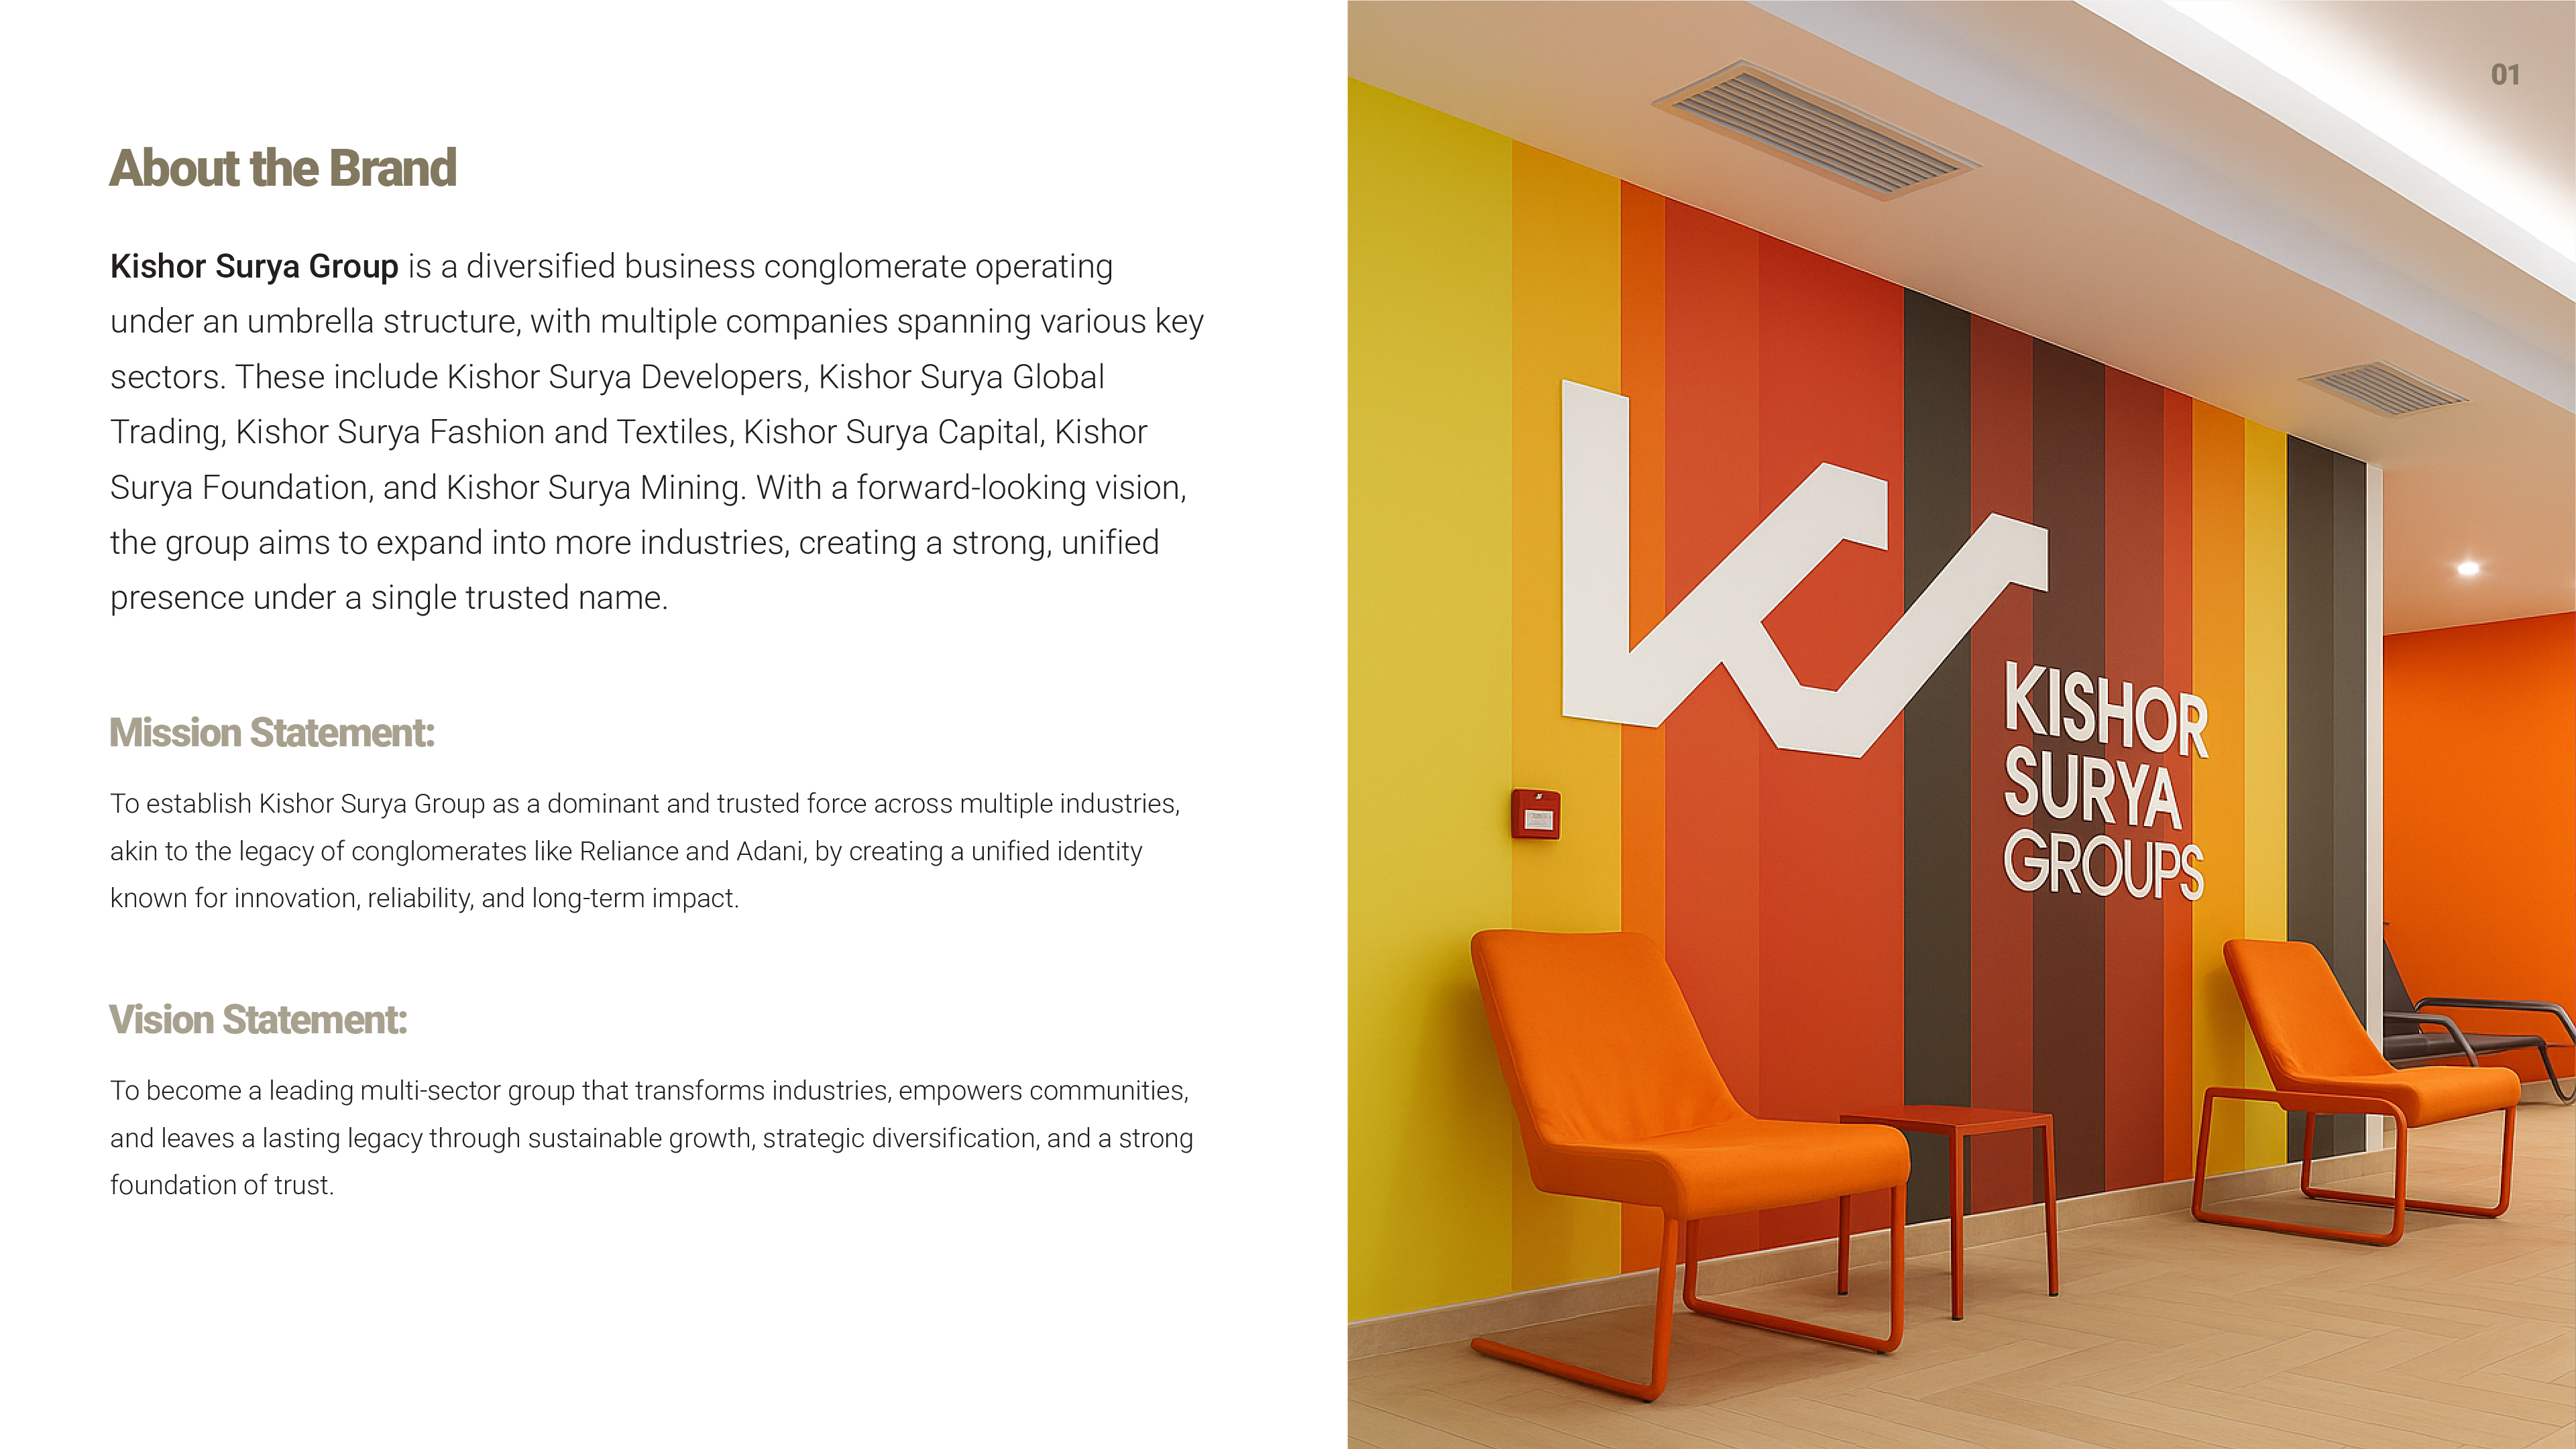 01
About the Brand
Kishor Surya Group is a diversified business conglomerate operating
under an umbrella structure, with multiple companies spanning various key
sectors. These include Kishor Surya Developers, Kishor Surya Global
Trading, Kishor Surya Fashion and Textiles, Kishor Surya Capital, Kishor
Surya Foundation, and Kishor Surya Mining. With a forward-looking vision,
the group aims to expand into more industries, creating a strong, unified
presence under a single trusted name.
Mission Statement:
To establish Kishor Surya Group as a dominant and trusted force across multiple industries,
akin to the legacy of conglomerates like Reliance and Adani, by creating a unified identity
known for innovation, reliability, and long-term impact.
Vision Statement:
To become a leading multi-sector group that transforms industries, empowers communities,
and leaves a lasting legacy through sustainable growth, strategic diversification, and a strong
foundation of trust.
KISHOR
SURYA
GROUPS